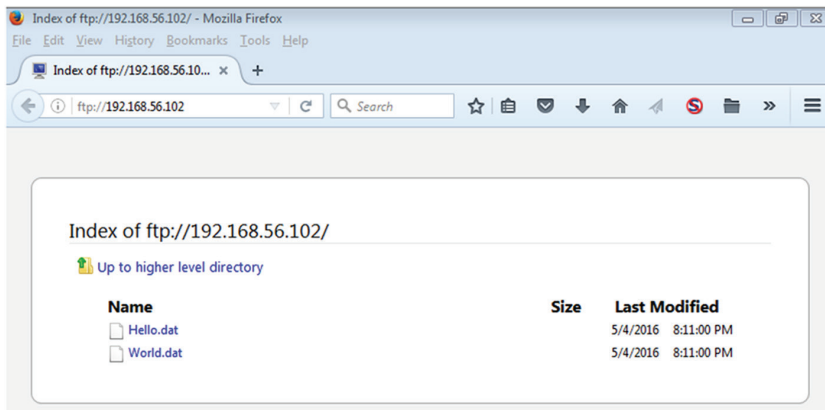 Index of ftp://192.168.56.102/ - Mozilla Firefox
File Edit View History Bookmarks Tools Help
Index of ftp://192.168.56.10... × +
ftp://192.168.56.102 Search
Index of ftp://192.168.56.102/
Up to higher level directory
Name Size Last Modified
Hello.dat 5/4/2016 8:11:00 PM
World.dat 5/4/2016 8:11:00 PM